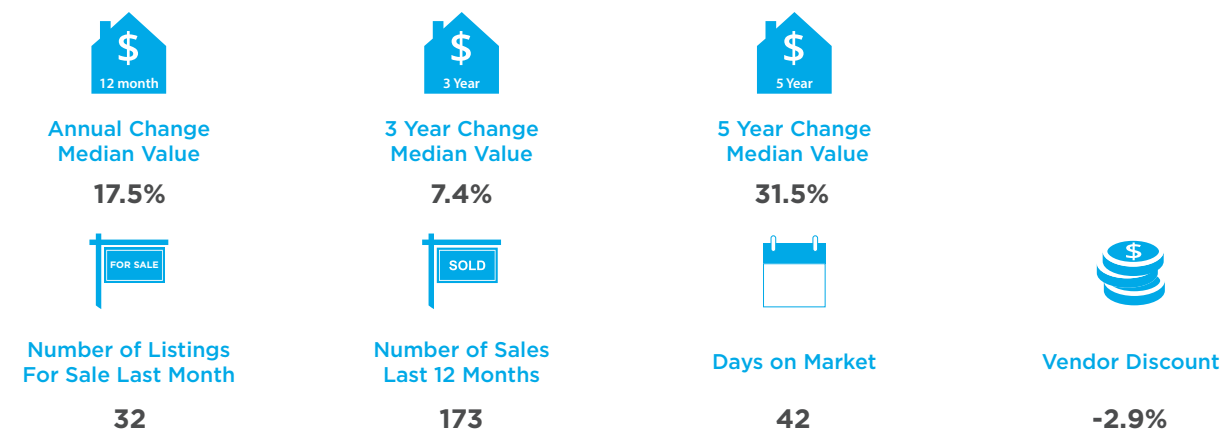 $
12 month
Annual Change
Median Value
17.5%
$
3 Year
3 Year Change
Median Value
7.4%
$
5 Year
5 Year Change
Median Value
31.5%
FOR SALE
Number of Listings
For Sale Last Month
32
SOLD
Number of Sales
Last 12 Months
173
Days on Market
42
$
Vendor Discount
-2.9%